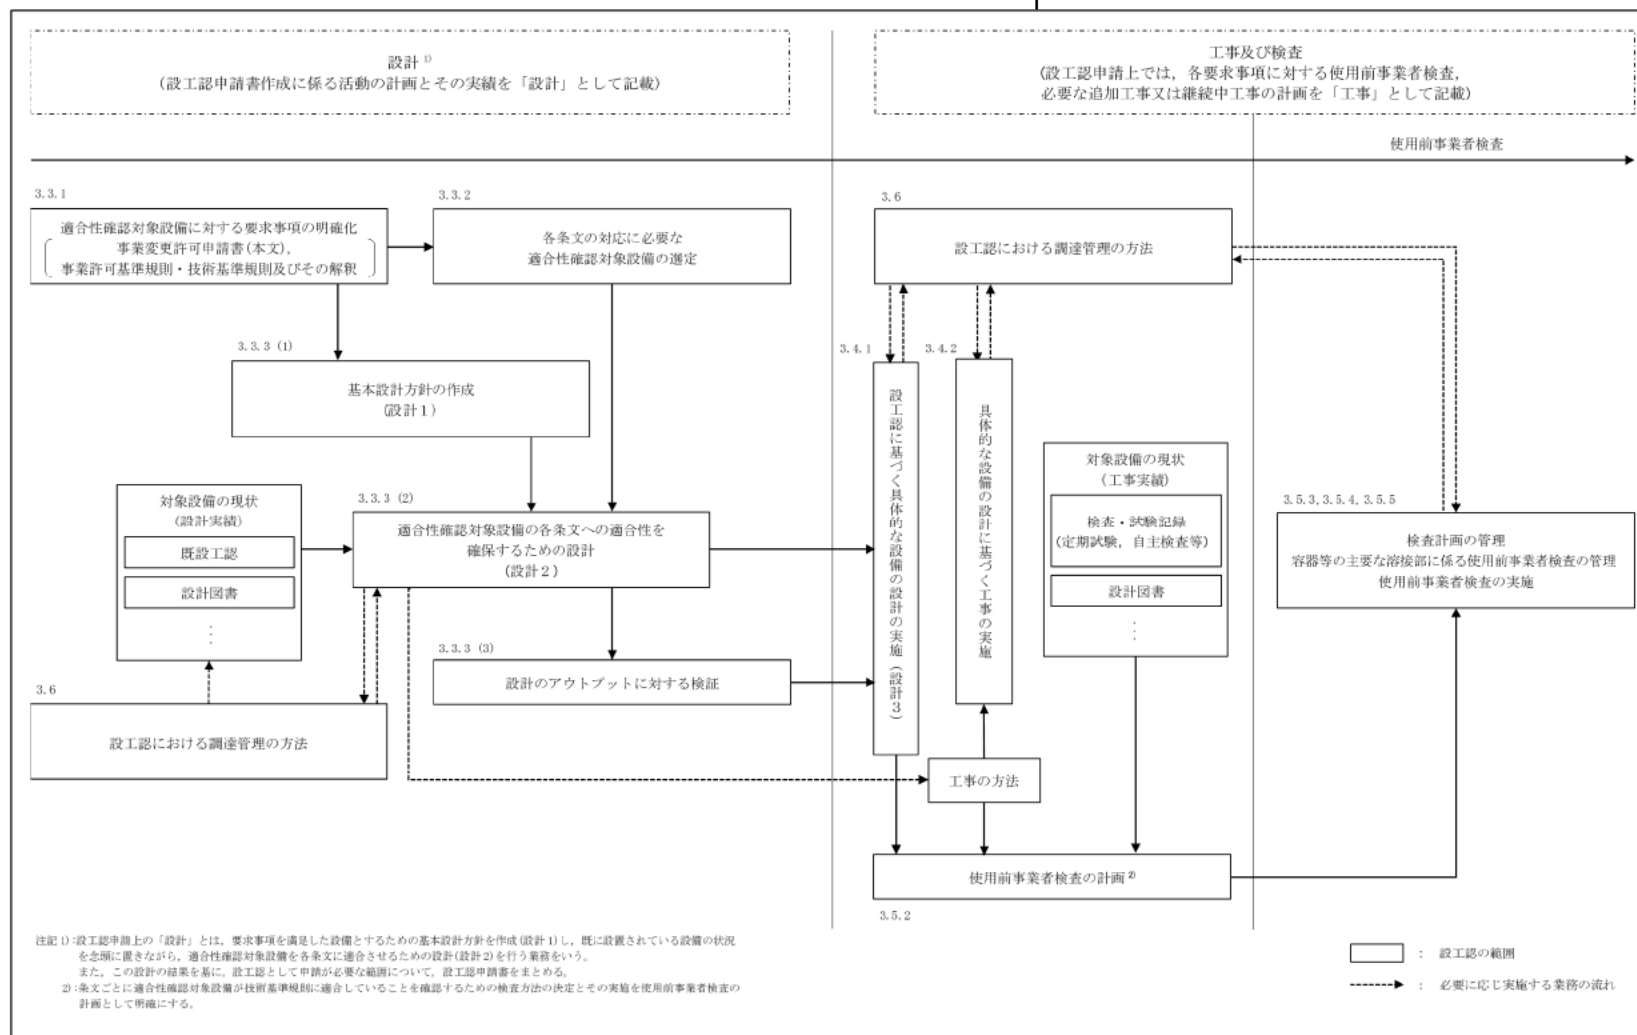 設計 1)
(設工認申請書作成に係る活動の計画とその実績を「設計」として記載)
工事及び検査
(設工認申請上では，各要求事項に対する使用前事業者検査，
必要な追加工事又は継続中工事の計画を「工事」として記載)
使用前事業者検査
3.3.1
適合性確認対象設備に対する要求事項の明確化
事業変更許可申請書(本文)，
事業許可基準規則・技術基準規則及びその解釈
3.3.2
各条文の対応に必要な
適合性確認対象設備の選定
3.3.3 (1)
基本設計方針の作成
(設計１)
対象設備の現状
(設計実績)
既設工認
設計図書
⋮
3.3.3 (2)
適合性確認対象設備の各条文への適合性を
確保するための設計
(設計２)
3.3.3 (3)
設計のアウトプットに対する検証
3.6
設工認における調達管理の方法
3.6
設工認における調達管理の方法
3.4.1
設工認に基づく具体的な設備の設計の実施(設計３)
3.4.2
具体的な設備の設計に基づく工事の実施
対象設備の現状
(工事実績)
検査・試験記録
(定期試験，自主検査等)
設計図書
⋮
工事の方法
使用前事業者検査の計画 2)
3.5.2
3.5.3, 3.5.4, 3.5.5
検査計画の管理
容器等の主要な溶接部に係る使用前事業者検査の管理
使用前事業者検査の実施
注記 1):設工認申請上の「設計」とは，要求事項を満足した設備とするための基本設計方針を作成(設計1)し，既に設置されている設備の状況
を念頭に置きながら，適合性確認対象設備を各条文に適合させるための設計(設計2)を行う業務をいう。
また，この設計の結果を基に，設工認として申請が必要な範囲について，設工認申請書をまとめる。
2):条文ごとに適合性確認対象設備が技術基準規則に適合していることを確認するための検査方法の決定とその実施を使用前事業者検査の
計画として明確にする。
： 設工認の範囲
： 必要に応じ実施する業務の流れ